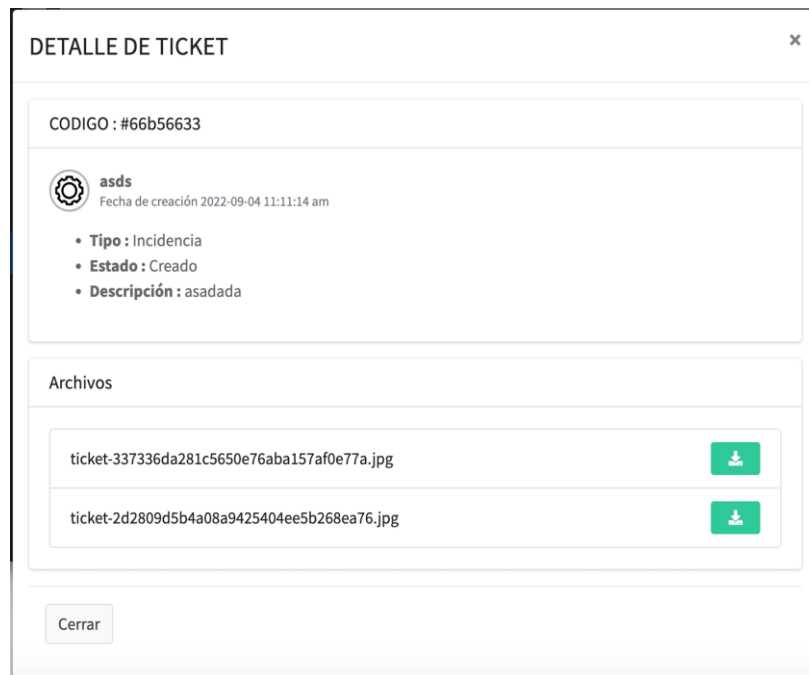 DETALLE DE TICKET
×
CODIGO : #66b56633
asds
Fecha de creación 2022-09-04 11:11:14 am
• Tipo : Incidencia
• Estado : Creado
• Descripción : asadada
Archivos
ticket-337336da281c5650e76aba157af0e77a.jpg
ticket-2d2809d5b4a08a9425404ee5b268ea76.jpg
Cerrar